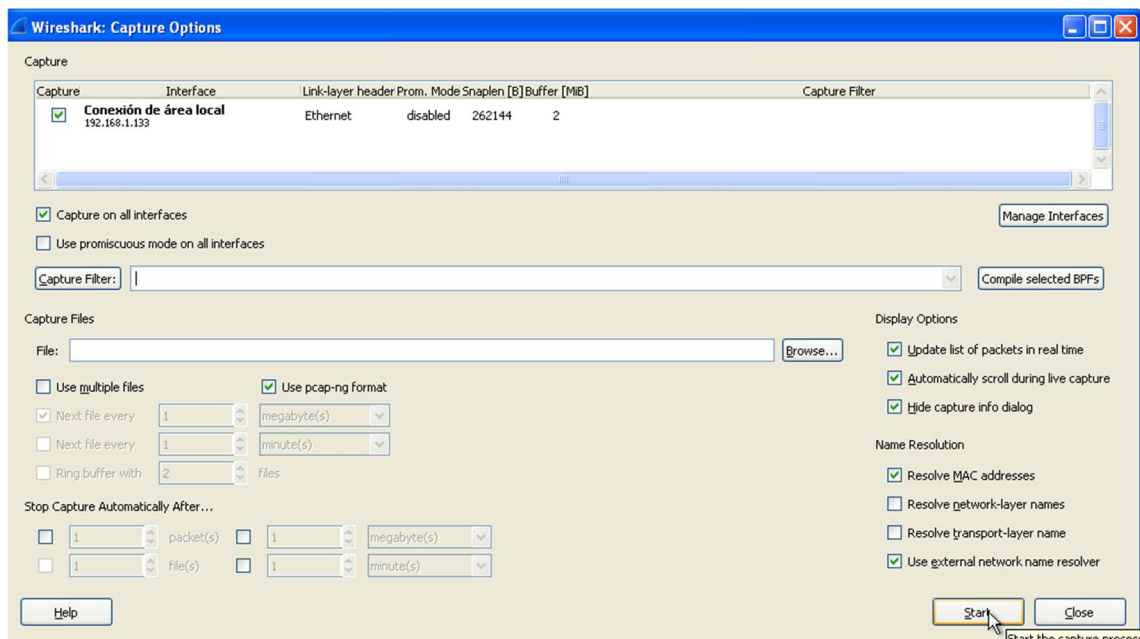 Wireshark: Capture Options
Capture
Capture Interface Link-layer header Prom. Mode Snaplen [B] Buffer [MiB] Capture Filter
Conexión de área local
192.168.1.133
Ethernet disabled 262144 2
Capture on all interfaces
Manage Interfaces
Use promiscuous mode on all interfaces
Capture Filter:
Compile selected BPFs
Capture Files
File:
Browse...
Use multiple files
Use pcap-ng format
Next file every 1 megabyte(s)
Next file every 1 minute(s)
Ring buffer with 2 files
Stop Capture Automatically After...
1 packet(s) 1 megabyte(s)
1 file(s) 1 minute(s)
Display Options
Update list of packets in real time
Automatically scroll during live capture
Hide capture info dialog
Name Resolution
Resolve MAC addresses
Resolve network-layer names
Resolve transport-layer name
Use external network name resolver
Help
Start
Close
Start the capture process